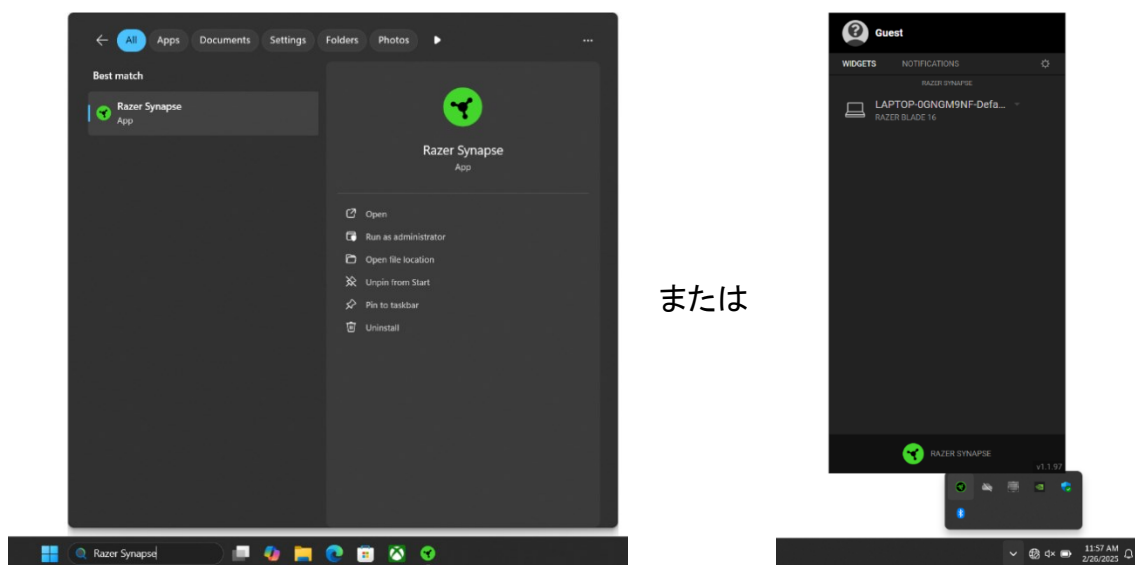 All Apps Documents Settings Folders Photos
Best match
Razer Synapse
App
Razer Synapse
App
Open
Run as administrator
Open file location
Unpin from Start
Pin to taskbar
Uninstall
Razer Synapse
または
Guest
WIDGETS NOTIFICATIONS
RAZER SYNAPSE
LAPTOP-0GNGM9NF-Defa...
RAZER BLADE 16
RAZER SYNAPSE
v1.1.97
11:57 AM
2/26/2025